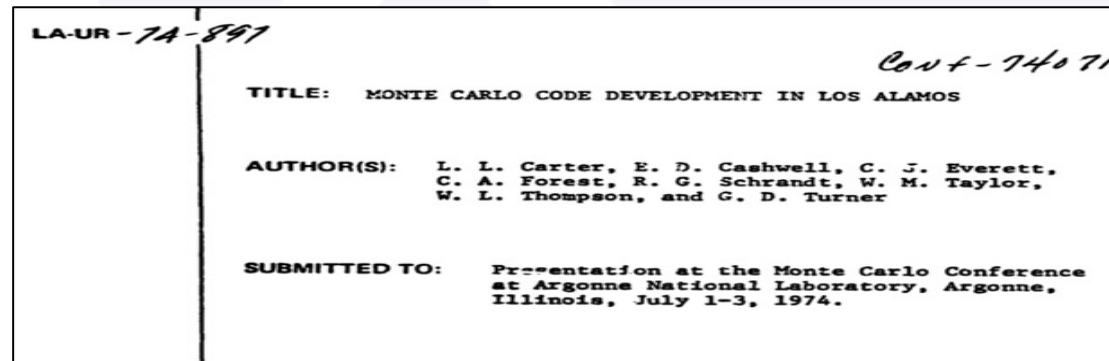 LA-UR-74-897
Conf-74071
TITLE: MONTE CARLO CODE DEVELOPMENT IN LOS ALAMOS
AUTHOR(S): L. L. Carter, E. D. Cashwell, C. J. Everett,
C. A. Forest, R. G. Schrandt, W. M. Taylor,
W. L. Thompson, and G. D. Turner
SUBMITTED TO: Presentation at the Monte Carlo Conference
at Argonne National Laboratory, Argonne,
Illinois, July 1-3, 1974.